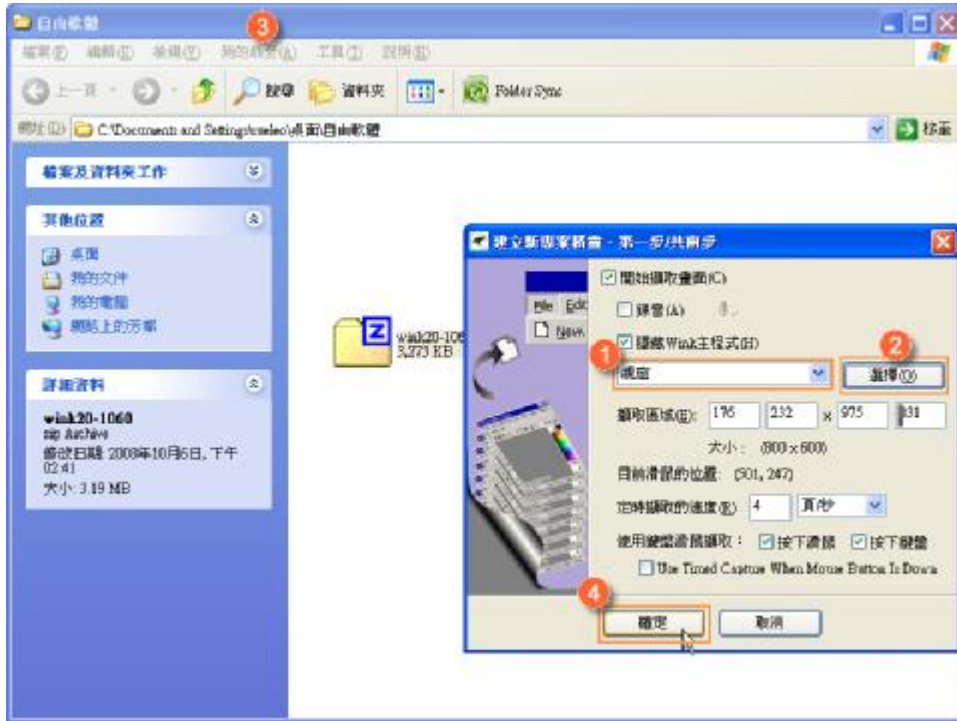 自由軟體
3
檔案(F) 編輯(E) 檢視(V) 我的最愛(A) 工具(T) 說明(H)
上一頁 搜尋 資料夾 Folder Sync
網址(D) C:\Documents and Settings\ \桌面\自由軟體 移至
檔案及資料夾工作
其他位置
桌面
我的文件
我的電腦
網路上的芳鄰
詳細資料
wink20-1060
zip Archive
修改日期: 2008年10月6日, 下午
02:41
大小: 3.19 MB
wink20-106
3,273 KB
建立新專案精靈 - 第一步/共兩步
File Edit
New
開始擷取畫面(C)
錄音(A)
隱藏Wink主程式(H)
1
2
視窗 選擇(O)
擷取區域(E): 176 232 x 975 831
大小: (800 x 600)
目前滑鼠的位置: (501, 247)
定時擷取的速度(R) 4 頁/秒
使用鍵盤滑鼠擷取: 按下滑鼠 按下鍵盤
Use Timed Capture When Mouse Button Is Down
4
確定 取消